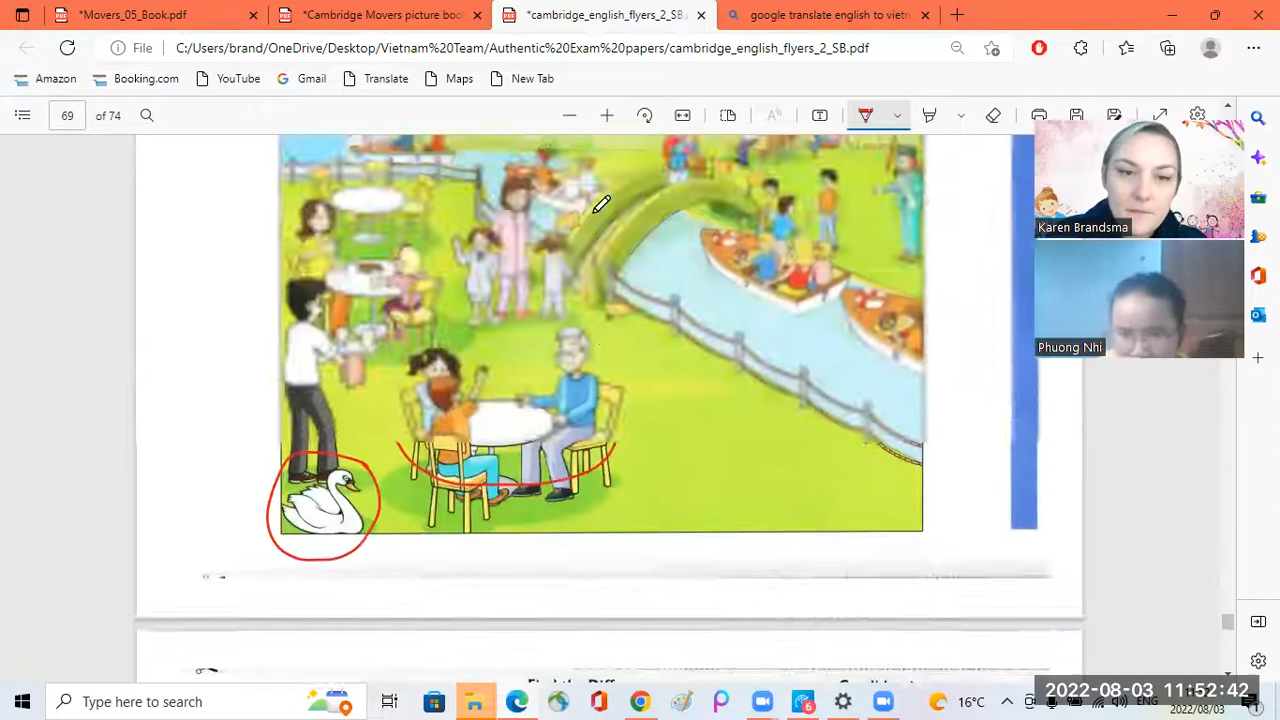 *Movers_05_Book.pdf
*Cambridge Movers picture boo
*cambridge_english_flyers_2_SB.
google translate english to vietn
File
C:/Users/brand/OneDrive/Desktop/Vietnam%20Team/Authentic%20Exam%20papers/cambridge_english_flyers_2_SB.pdf
Amazon
Booking.com
YouTube
Gmail
Translate
Maps
New Tab
69 of 74
Karen Brandsma
Phuong Nhi
Type here to search
16°C
ENG
2022-08-03 11:52:42
2022/08/03